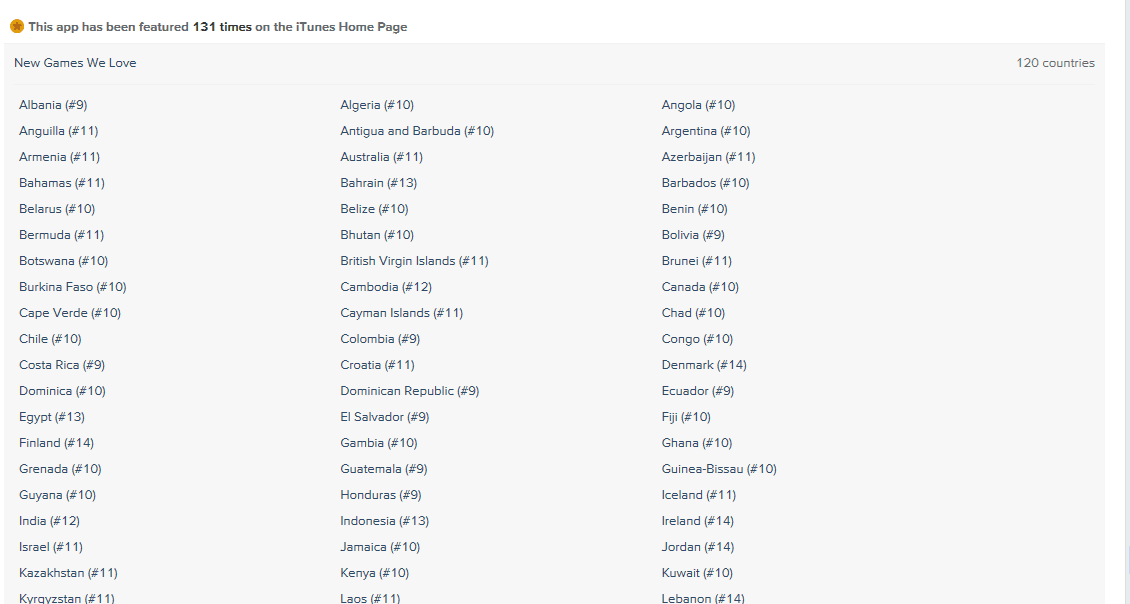 This app has been featured 131 times on the iTunes Home Page
New Games We Love 120 countries
Albania (#9) Algeria (#10) Angola (#10)
Anguilla (#11) Antigua and Barbuda (#10) Argentina (#10)
Armenia (#11) Australia (#11) Azerbaijan (#11)
Bahamas (#11) Bahrain (#13) Barbados (#10)
Belarus (#10) Belize (#10) Benin (#10)
Bermuda (#11) Bhutan (#10) Bolivia (#9)
Botswana (#10) British Virgin Islands (#11) Brunei (#11)
Burkina Faso (#10) Cambodia (#12) Canada (#10)
Cape Verde (#10) Cayman Islands (#11) Chad (#10)
Chile (#10) Colombia (#9) Congo (#10)
Costa Rica (#9) Croatia (#11) Denmark (#14)
Dominica (#10) Dominican Republic (#9) Ecuador (#9)
Egypt (#13) El Salvador (#9) Fiji (#10)
Finland (#14) Gambia (#10) Ghana (#10)
Grenada (#10) Guatemala (#9) Guinea-Bissau (#10)
Guyana (#10) Honduras (#9) Iceland (#11)
India (#12) Indonesia (#13) Ireland (#14)
Israel (#11) Jamaica (#10) Jordan (#14)
Kazakhstan (#11) Kenya (#10) Kuwait (#10)
Kyrgyzstan (#11) Laos (#11) Lebanon (#14)